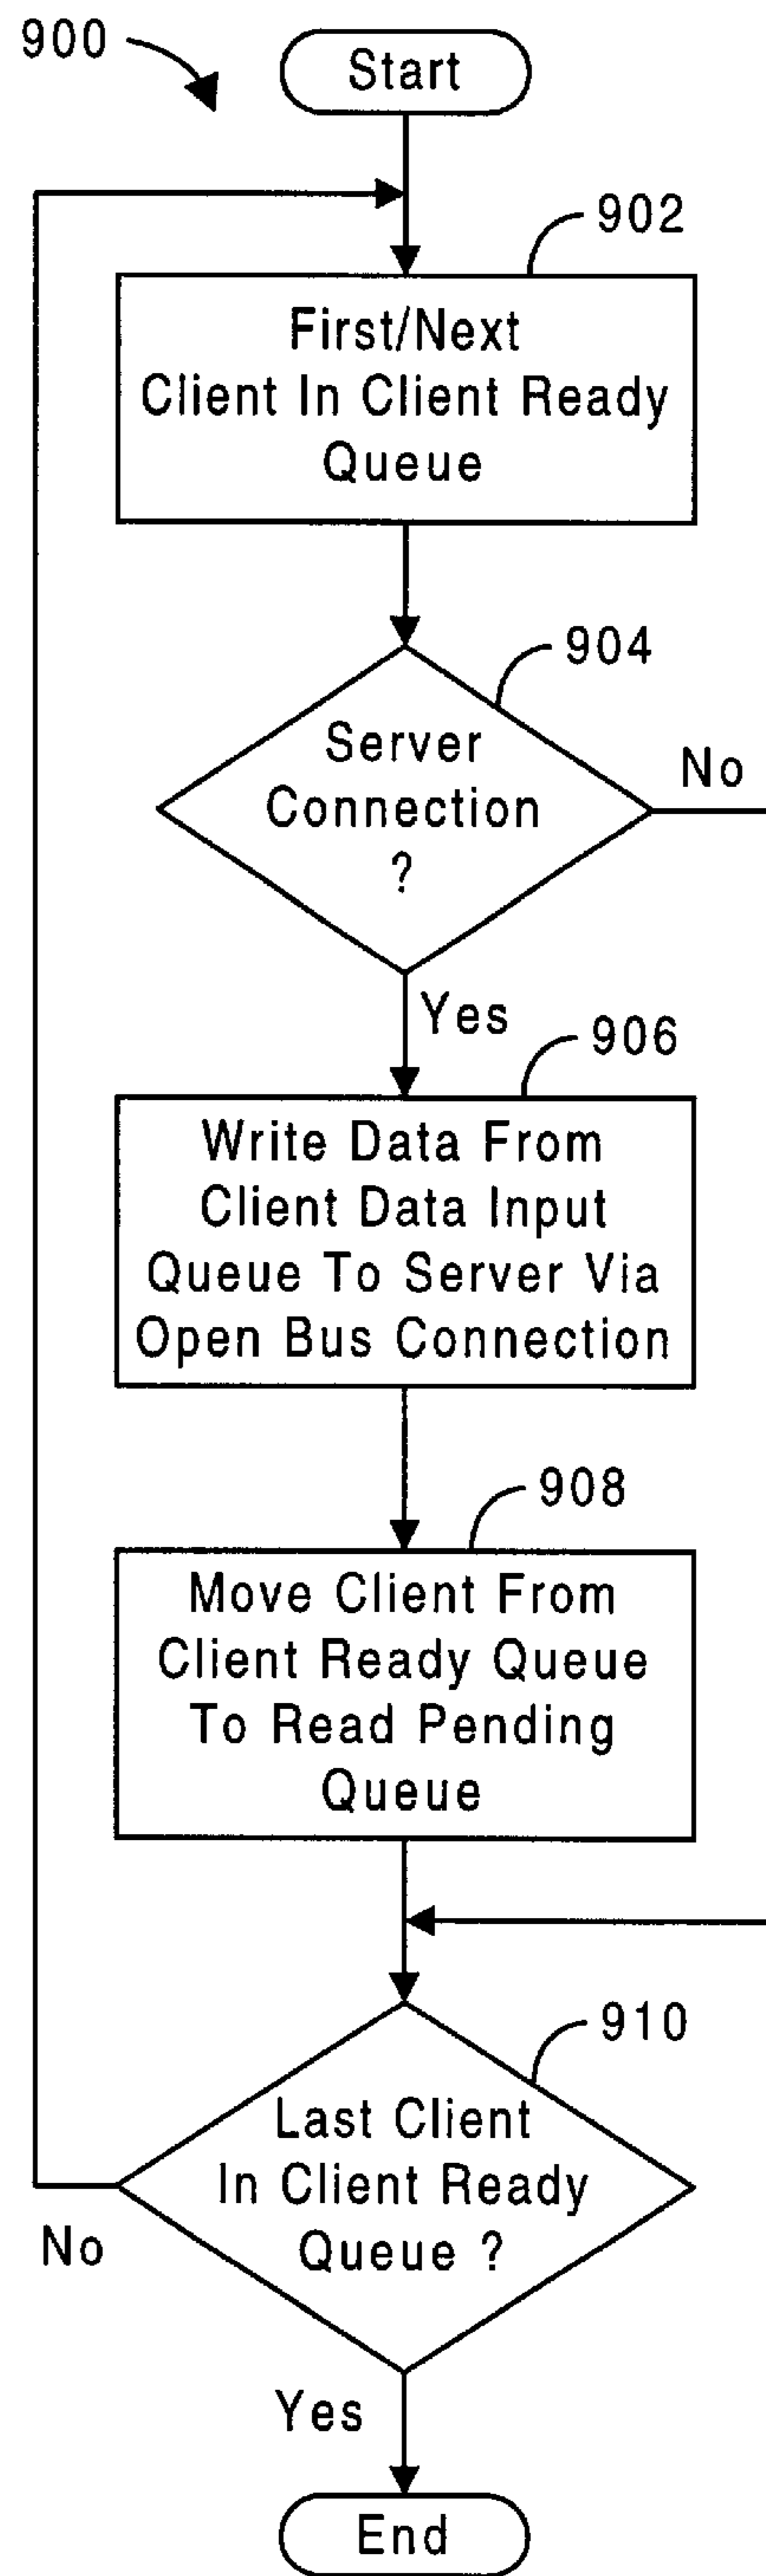 900
Start
902
First/Next
Client In Client Ready
Queue
904
Server
Connection
?
No
Yes
906
Write Data From
Client Data Input
Queue To Server Via
Open Bus Connection
908
Move Client From
Client Ready Queue
To Read Pending
Queue
910
Last Client
In Client Ready
Queue ?
No
Yes
End